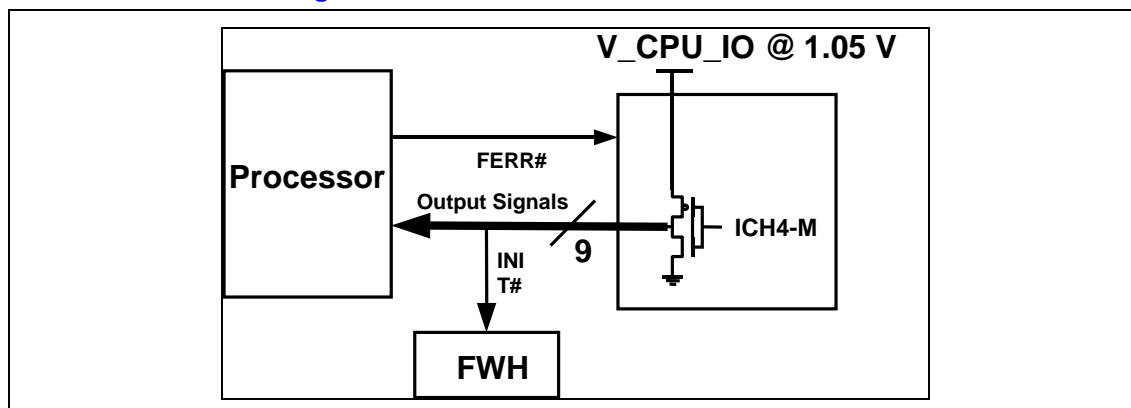 V_CPU_IO @ 1.05 V
Processor
FERR#
Output Signals
9
ICH4-M
INI
T#
FWH